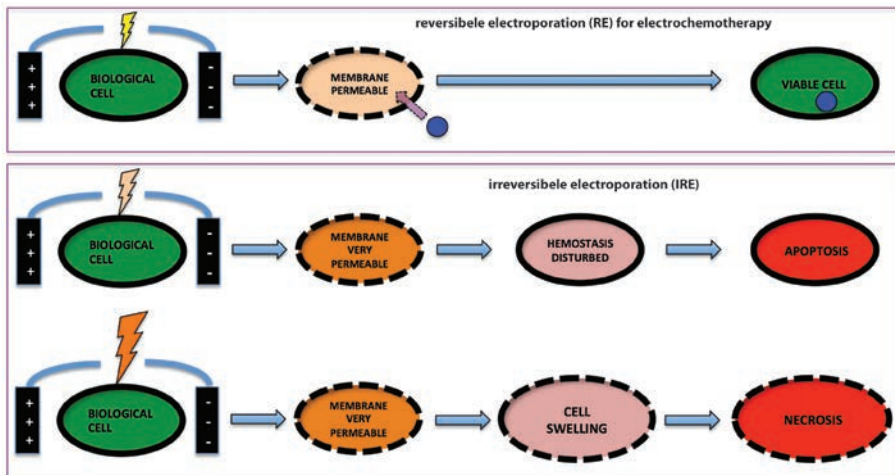 reversibele electroporation (RE) for electrochemotherapy
+ + +
BIOLOGICAL
CELL
- - -
MEMBRANE
PERMEABLE
VIABLE CELL
irreversibele electroporation (IRE)
+ + +
BIOLOGICAL
CELL
- - -
MEMBRANE
VERY
PERMEABLE
HEMOSTASIS
DISTURBED
APOPTOSIS
+ + +
BIOLOGICAL
CELL
- - -
MEMBRANE
VERY
PERMEABLE
CELL
SWELLING
NECROSIS